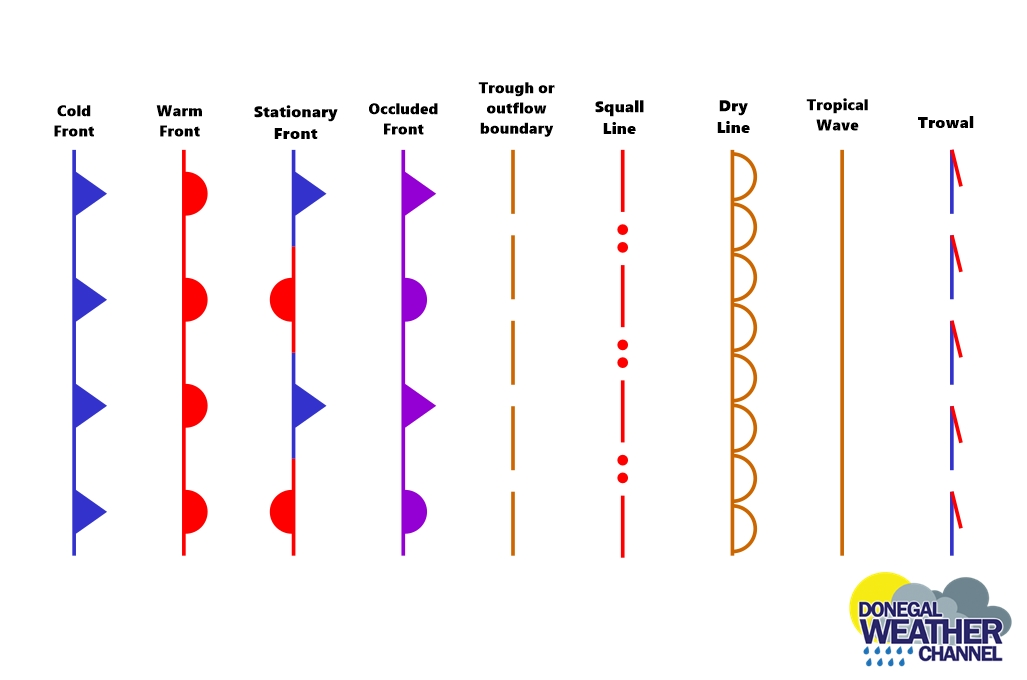 Cold
Front
Warm
Front
Stationary
Front
Occluded
Front
Trough or
outflow
boundary
Squall
Line
Dry
Line
Tropical
Wave
Trowal
DONEGAL
WEATHER
CHANNEL